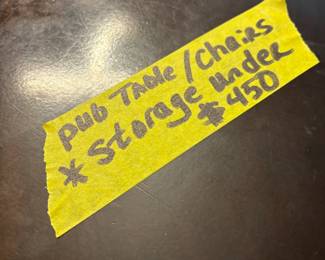 Pub Table/Chairs
* Storage under
$450